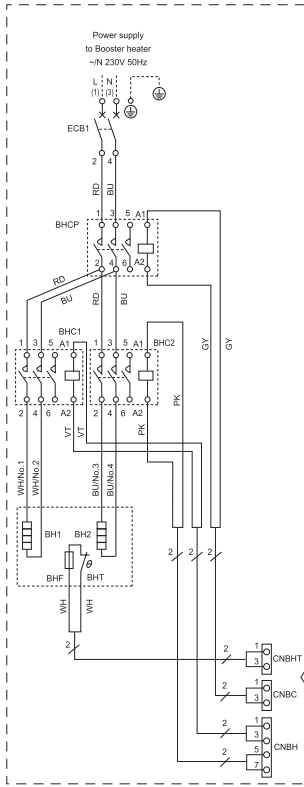 Power supply
to Booster heater
~/N 230V 50Hz
L N
(1) (3)
ECB1
2 4
RD BU
1 3 5 A1
BHCP
2 4 6 A2
RD
BU
RD BU
GY GY
BHC1 BHC2
1 3 5 A1 1 3 5 A1
2 4 6 A2 2 4 6 A2
PK
VT VT PK
WH/No.1 WH/No.2 BU/No.3 BU/No.4
BH1 BH2
θ
BHF BHT
2 2 2
WH WH
2
2 1
3 CNBHT
2 1
3 CNBC
2 1
3
CNBH
2 5
7